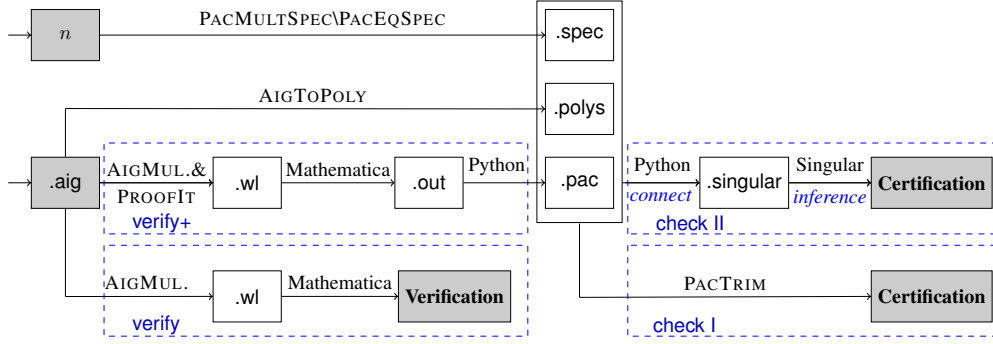 n
PACMULTSPEC\PACEQSPEC
.spec
AIGTOPOLY
.polys
.aig
AIGMUL.&
PROOFIT
.wl
Mathematica
.out
Python
.pac
Python
connect
.singular
Singular
inference
Certification
verify+
check II
AIGMUL.
.wl
Mathematica
Verification
PACTRIM
Certification
verify
check I